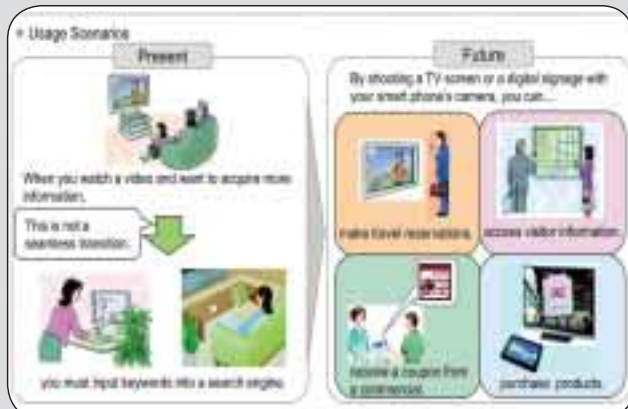 Usage Scenarios
Present
When you watch a video and want to acquire more
information,
This is not a
seamless transition.
you must input keywords into a search engine.
Future
By shooting a TV screen or a digital signage with
your smart phone's camera, you can...
make travel reservations.
access visitor information.
receive a coupon from
a commercial.
purchase products.